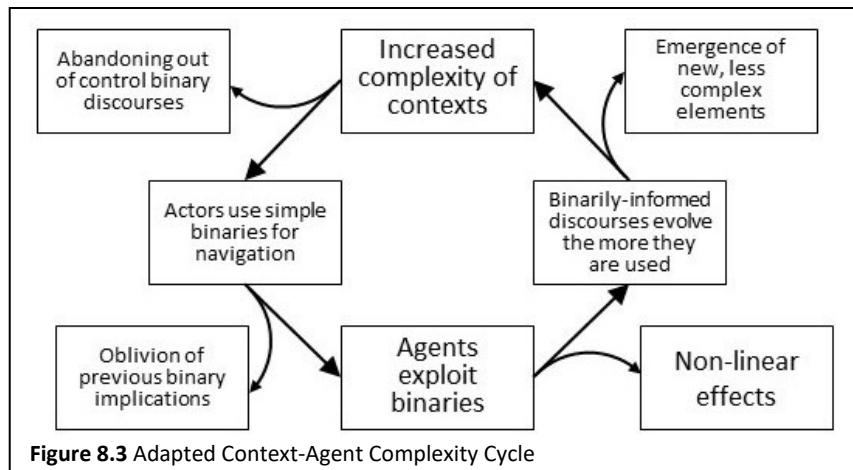 Abandoning out
of control binary
discourses
Increased
complexity of
contexts
Emergence of
new, less
complex
elements
Actors use simple
binaries for
navigation
Binarily-informed
discourses evolve
the more they
are used
Oblivion of
previous binary
implications
Agents
exploit
binaries
Non-linear
effects
Figure 8.3 Adapted Context-Agent Complexity Cycle